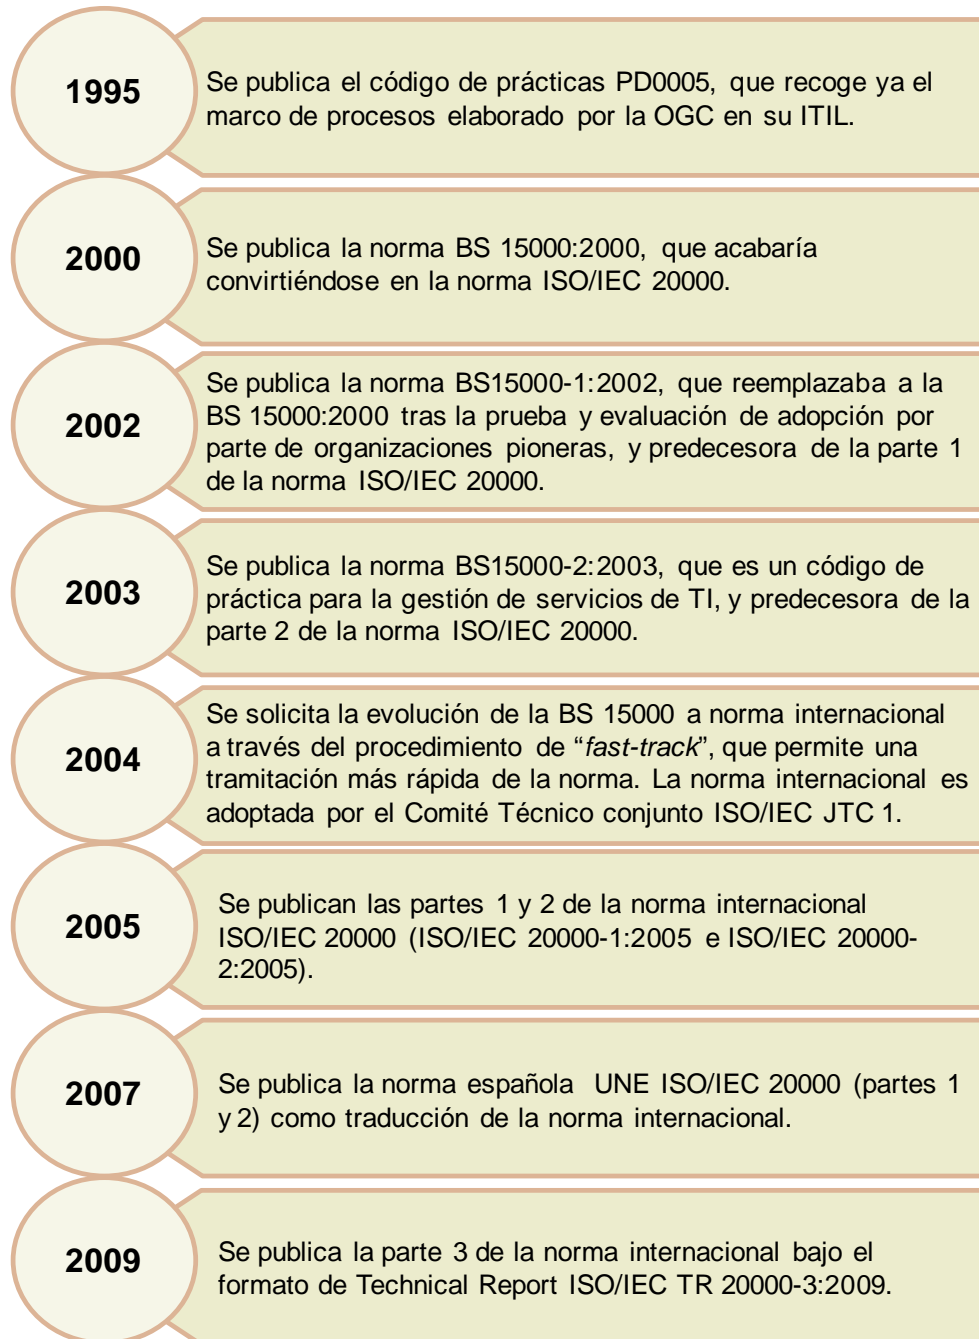 1995
Se publica el código de prácticas PD0005, que recoge ya el
marco de procesos elaborado por la OGC en su ITIL.
2000
Se publica la norma BS 15000:2000, que acabaría
convirtiéndose en la norma ISO/IEC 20000.
2002
Se publica la norma BS15000-1:2002, que reemplazaba a la
BS 15000:2000 tras la prueba y evaluación de adopción por
parte de organizaciones pioneras, y predecesora de la parte 1
de la norma ISO/IEC 20000.
2003
Se publica la norma BS15000-2:2003, que es un código de
práctica para la gestión de servicios de TI, y predecesora de la
parte 2 de la norma ISO/IEC 20000.
2004
Se solicita la evolución de la BS 15000 a norma internacional
a través del procedimiento de “fast-track”, que permite una
tramitación más rápida de la norma. La norma internacional es
adoptada por el Comité Técnico conjunto ISO/IEC JTC 1.
2005
Se publican las partes 1 y 2 de la norma internacional
ISO/IEC 20000 (ISO/IEC 20000-1:2005 e ISO/IEC 20000-
2:2005).
2007
Se publica la norma española UNE ISO/IEC 20000 (partes 1
y 2) como traducción de la norma internacional.
2009
Se publica la parte 3 de la norma internacional bajo el
formato de Technical Report ISO/IEC TR 20000-3:2009.